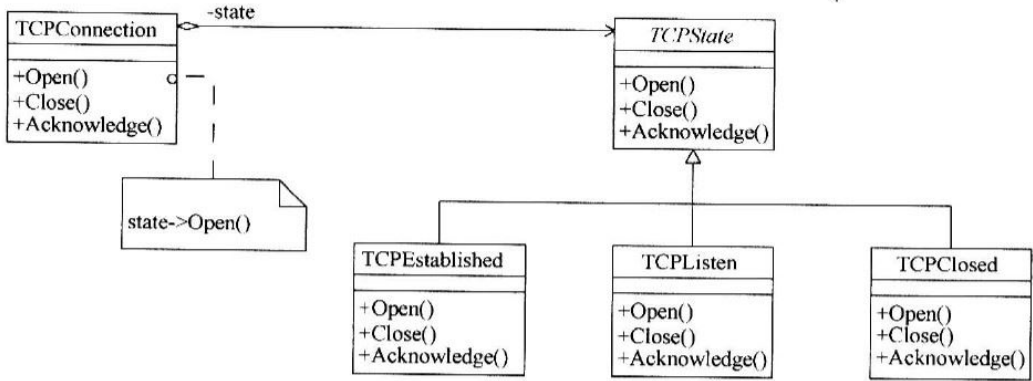 -state
TCPConnection
+Open()
+Close()
+Acknowledge()
TCPState
+Open()
+Close()
+Acknowledge()
state->Open()
TCPEstablished
+Open()
+Close()
+Acknowledge()
TCPListen
+Open()
+Close()
+Acknowledge()
TCPClosed
+Open()
+Close()
+Acknowledge()